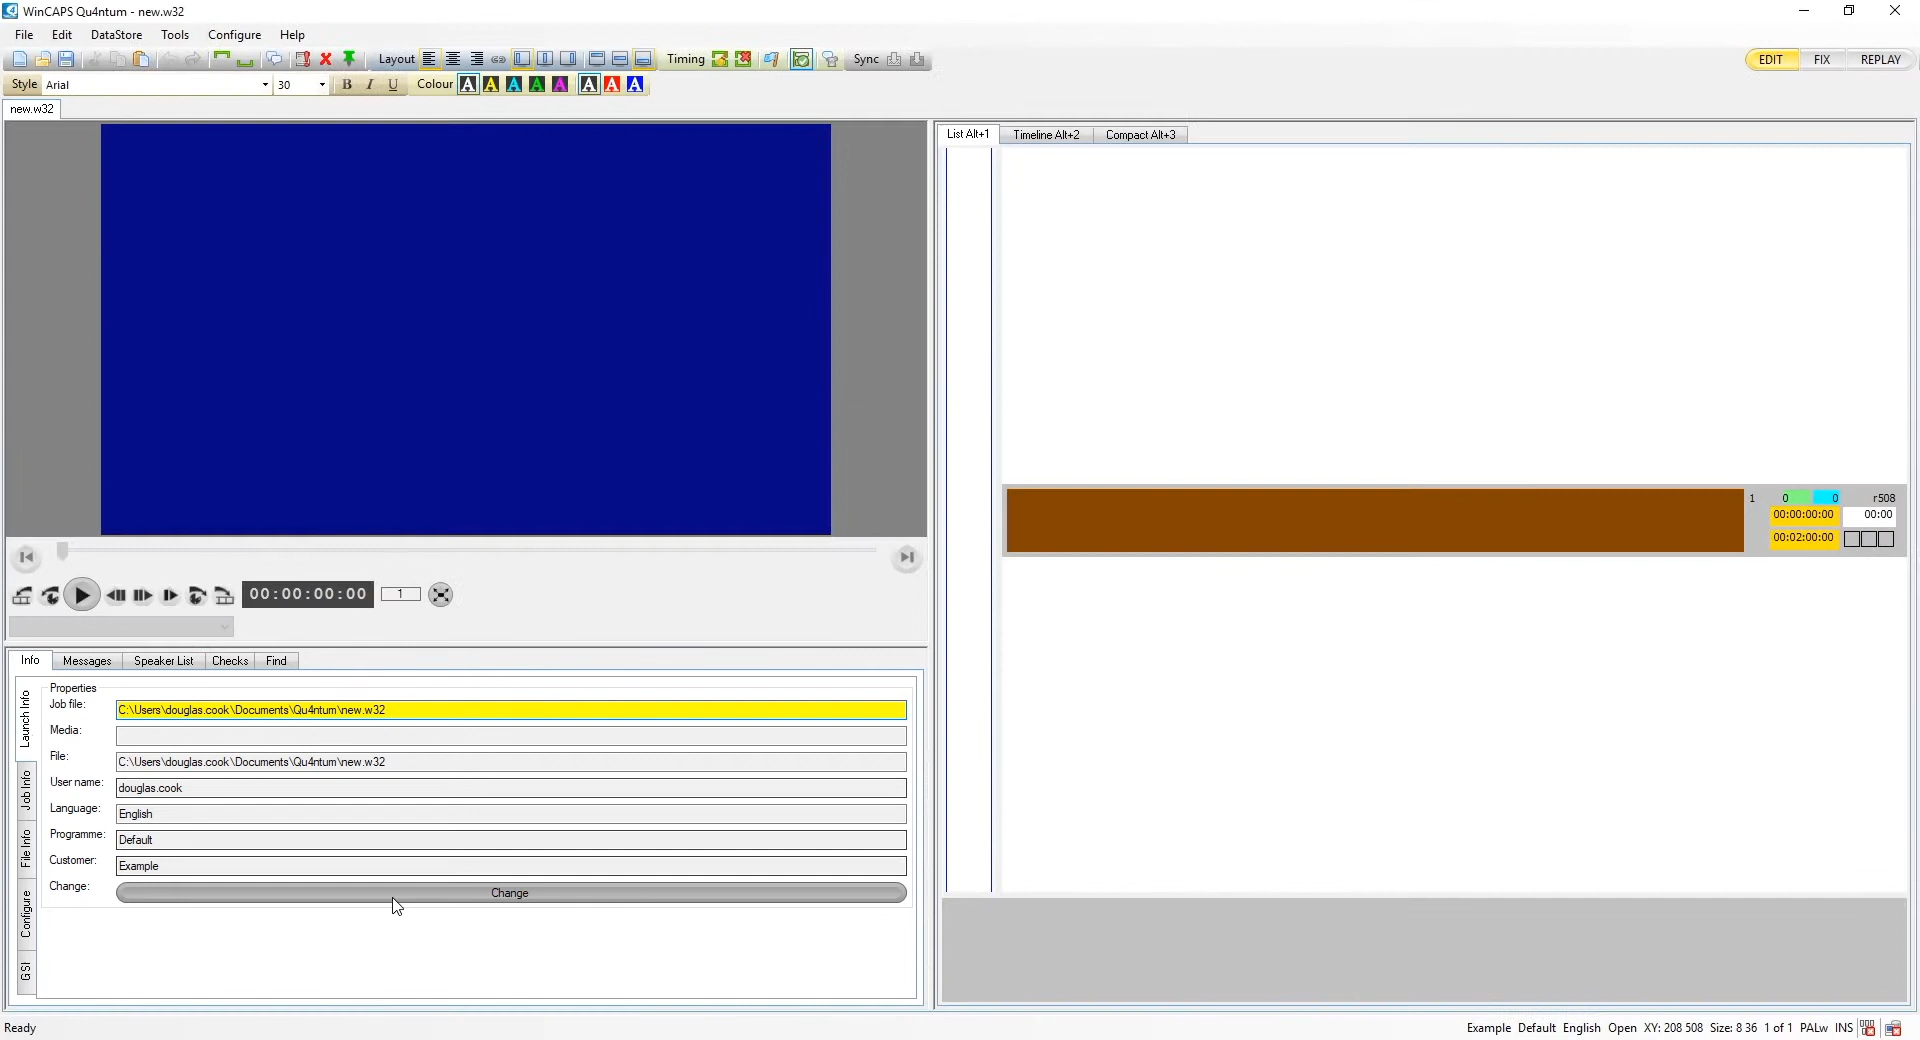 WinCAPS Qu4ntum - new.w32
File Edit DataStore Tools Configure Help
Layout Timing Sync EDIT FIX REPLAY
Style Arial 30 B I U Colour A A A A A A A A
new.w32
List Alt+1 Timeline Alt+2 Compact Alt+3
1 0 0 r508
00:00:00:00 00:00
00:02:00:00
00:00:00:00 1
Info Messages Speaker List Checks Find
Launch Info
Job Info
File Info
Configure
GSI
Properties
Job file: C:\Users\douglas.cook\Documents\Qu4ntum\new.w32
Media:
File: C:\Users\douglas.cook\Documents\Qu4ntum\new.w32
User name: douglas.cook
Language: English
Programme: Default
Customer: Example
Change: Change
Ready Example Default English Open XY: 208 508 Size: 8 36 1 of 1 PALw INS